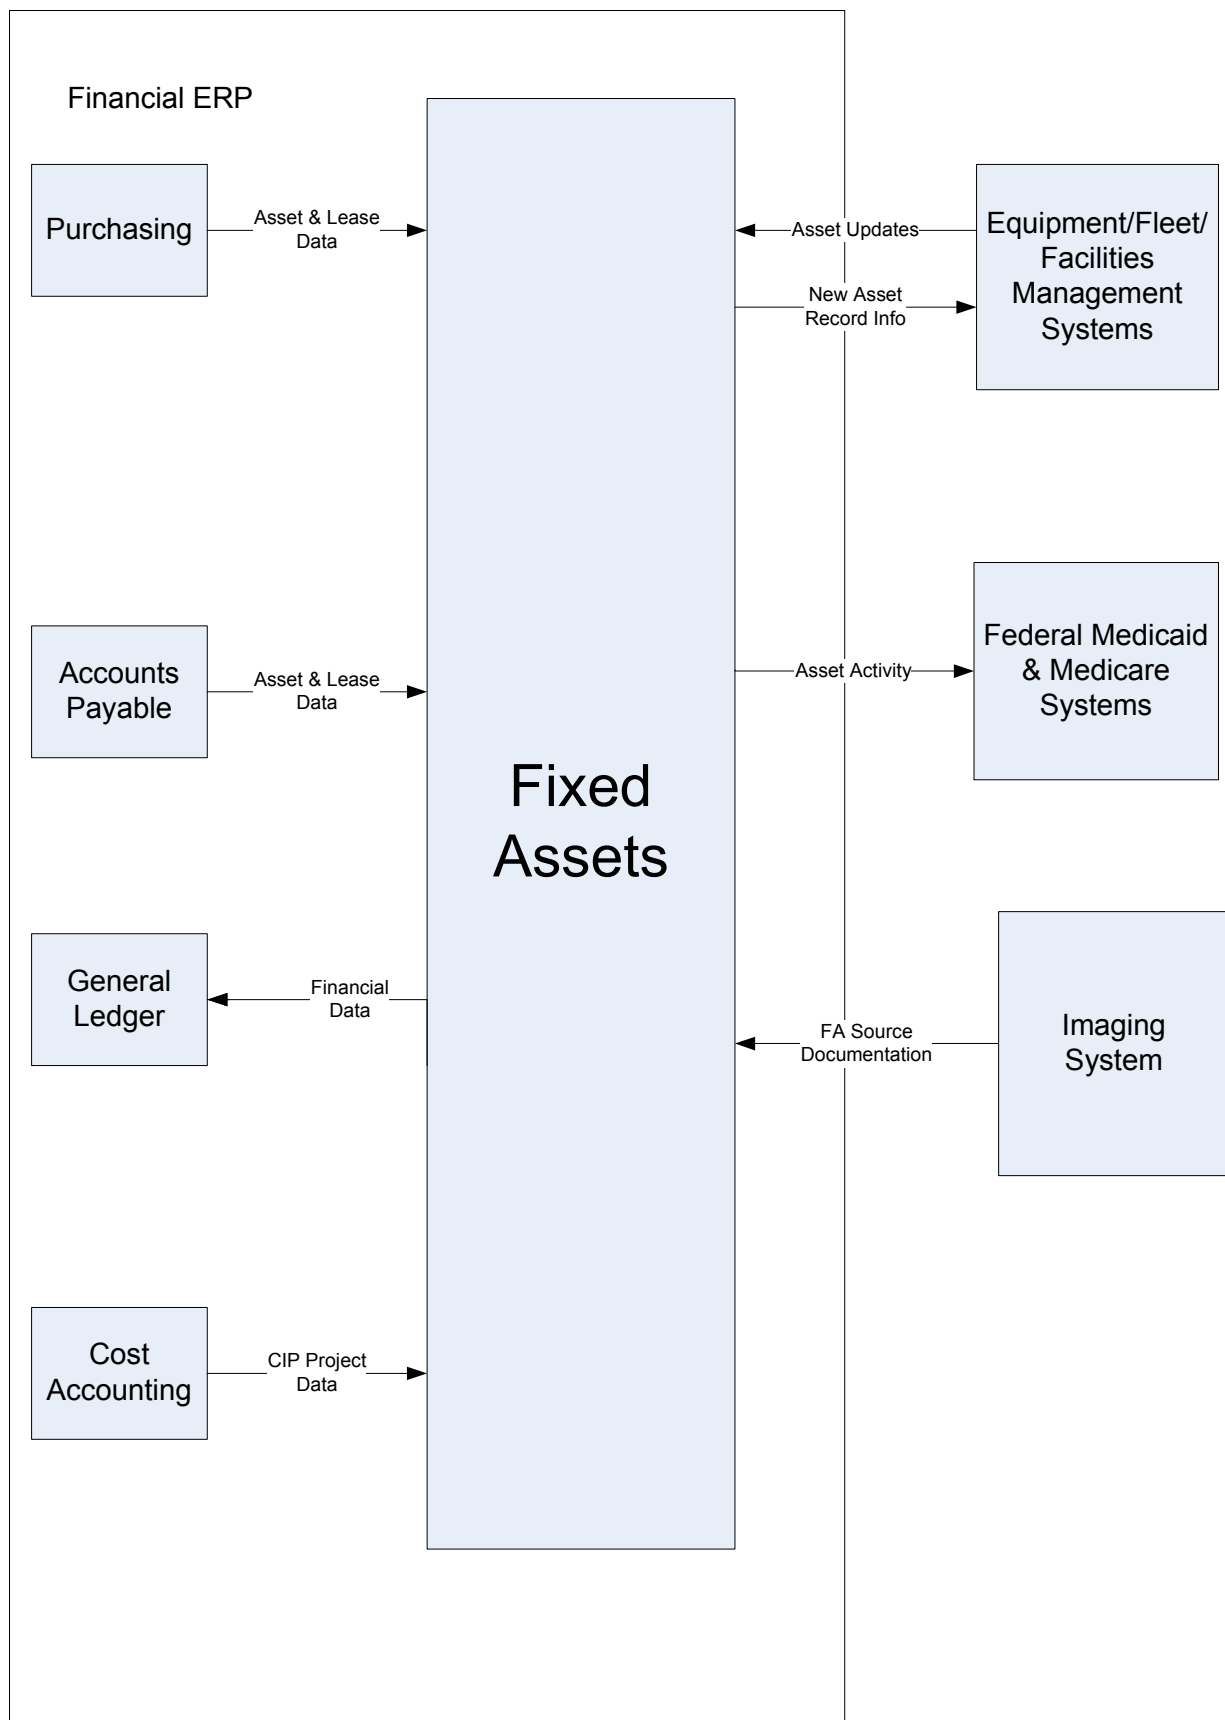 Financial ERP
Purchasing
Asset & Lease
Data
Asset Updates
New Asset
Record Info
Equipment/Fleet/
Facilities
Management
Systems
Accounts
Payable
Asset & Lease
Data
Fixed
Assets
Asset Activity
Federal Medicaid
& Medicare
Systems
General
Ledger
Financial
Data
FA Source
Documentation
Imaging
System
Cost
Accounting
CIP Project
Data